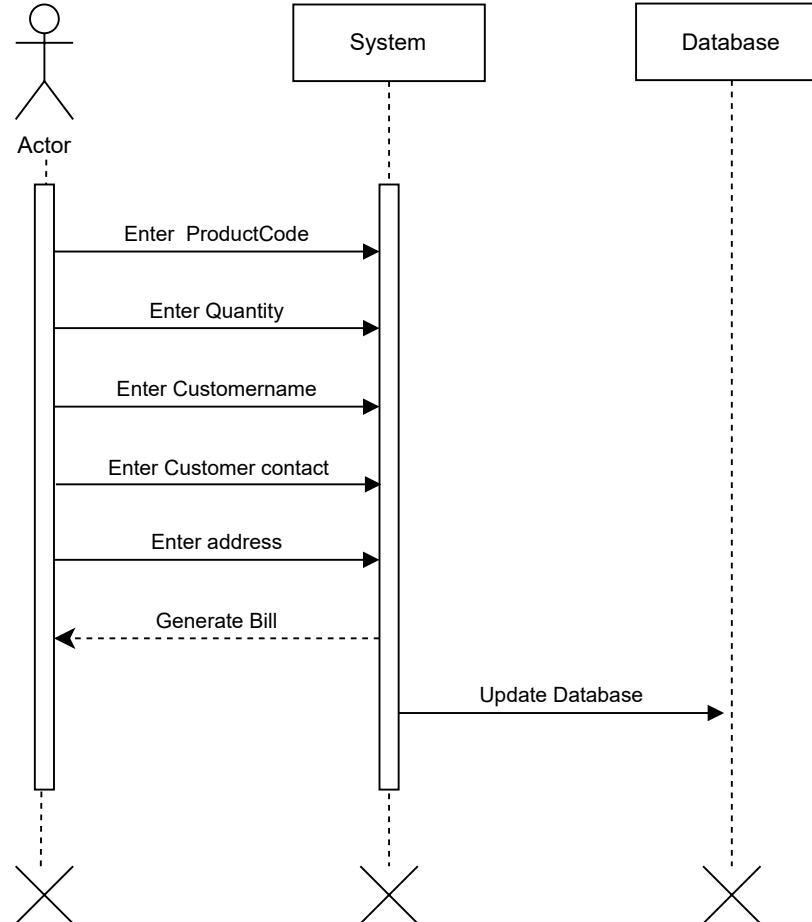 System
Database
Actor
Enter  ProductCode
Enter Quantity
Enter Customername
Enter Customer contact
Enter address
Generate Bill
Update Database